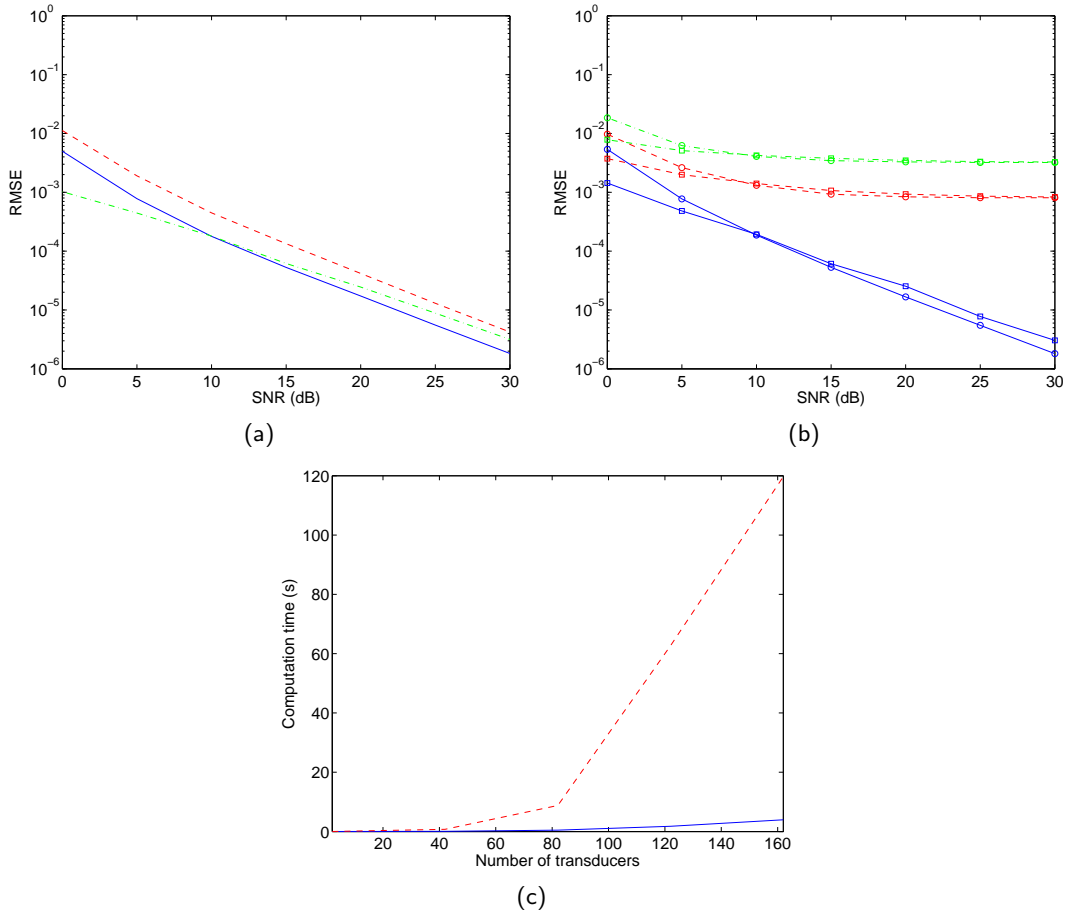 10^0
10^−1
10^−2
10^−3
10^−4
10^−5
10^−6
RMSE
0 5 10 15 20 25 30
SNR (dB)
(a)
10^0
10^−1
10^−2
10^−3
10^−4
10^−5
10^−6
RMSE
0 5 10 15 20 25 30
SNR (dB)
(b)
120
100
80
60
40
20
0
Computation time (s)
20 40 60 80 100 120 140 160
Number of transducers
(c)